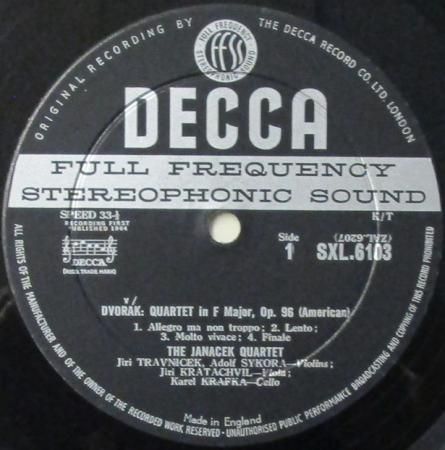 ORIGINAL RECORDING BY THE DECCA RECORD CO. LTD. LONDON
FULL FREQUENCY
ffss
STEREOPHONIC SOUND
DECCA
FULL FREQUENCY
STEREOPHONIC SOUND
SPEED 33⅓ K/T
RECORDING FIRST
PUBLISHED 1964
(ZAL.6207)
Side
1 SXL.6103
DECCA
(REGD. TRADE MARK)
DVOŘÁK: QUARTET in F Major, Op. 96 (American)
1. Allegro ma non troppo; 2. Lento;
3. Molto vivace; 4. Finale
THE JANACEK QUARTET
Jiri TRAVNICEK, Adolf SYKORA—Violins;
Jiri KRATACHVIL—Viola;
Karel KRAFKA—Cello
Made in England
ALL RIGHTS OF THE MANUFACTURER AND OF THE OWNER OF THE RECORDED WORK RESERVED - UNAUTHORISED PUBLIC PERFORMANCE BROADCASTING AND COPYING OF THIS RECORD PROHIBITED